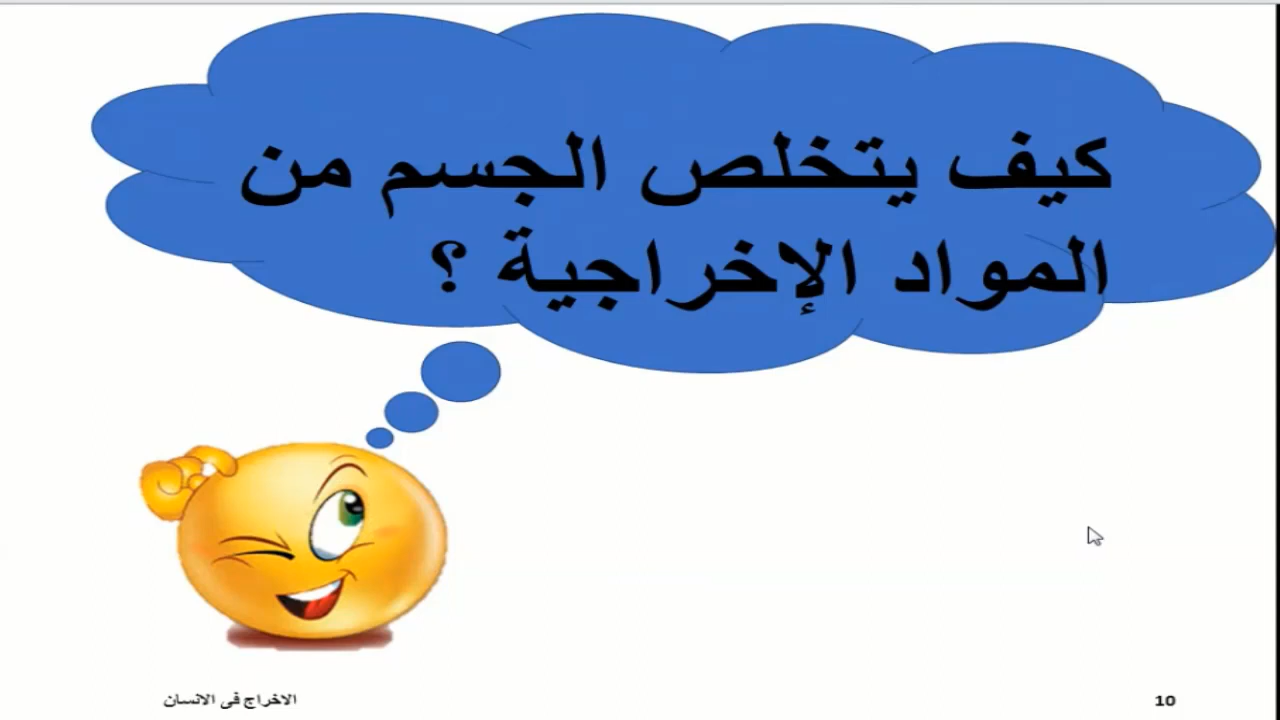 كيف يتخلص الجسم من
المواد الإخراجية ؟
الاخراج فى الانسان
10